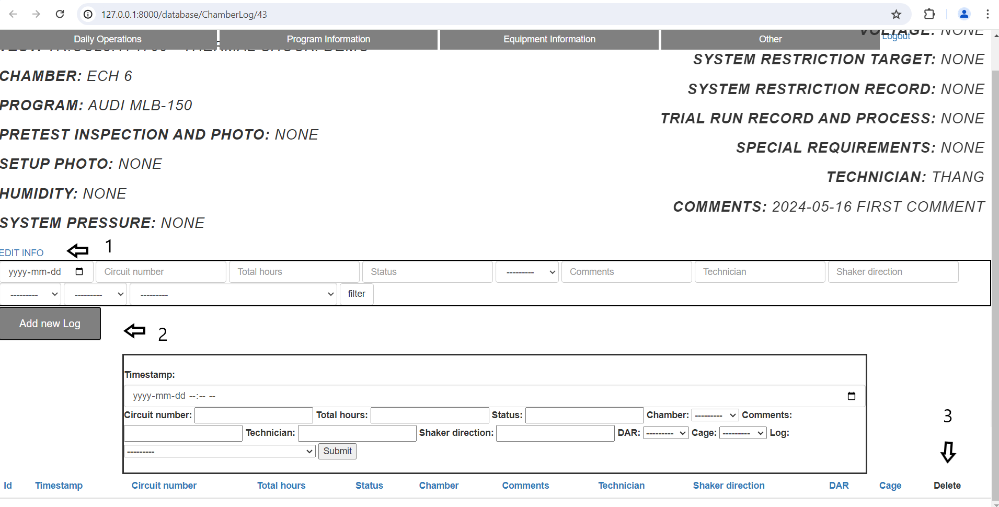 127.0.0.1:8000/database/ChamberLog/43
Daily Operations
Program Information
Equipment Information
Other
Logout
VOLTAGE: NONE
SYSTEM RESTRICTION TARGET: NONE
CHAMBER: ECH 6
SYSTEM RESTRICTION RECORD: NONE
PROGRAM: AUDI MLB-150
TRIAL RUN RECORD AND PROCESS: NONE
PRETEST INSPECTION AND PHOTO: NONE
SPECIAL REQUIREMENTS: NONE
SETUP PHOTO: NONE
TECHNICIAN: THANG
HUMIDITY: NONE
COMMENTS: 2024-05-16 FIRST COMMENT
SYSTEM PRESSURE: NONE
EDIT INFO
1
yyyy-mm-dd Circuit number Total hours Status --------- Comments Technician Shaker direction
--------- --------- --------- filter
Add new Log
2
Timestamp:
yyyy-mm-dd --:-- --
Circuit number: Total hours: Status: Chamber: --------- Comments:
Technician: Shaker direction: DAR: --------- Cage: --------- Log:
--------- Submit
3
Id Timestamp Circuit number Total hours Status Chamber Comments Technician Shaker direction DAR Cage Delete